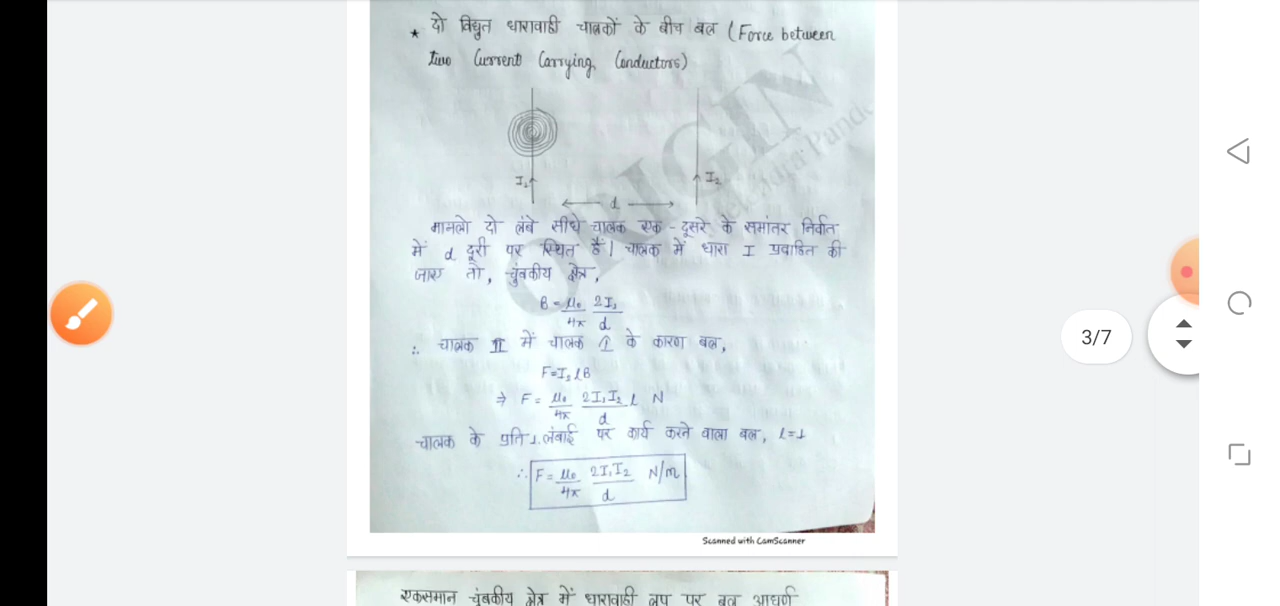 * दो विद्युत धारावाही चालकों के बीच बल (Force between
two Current Carrying Conductors)
I₁
I₂
d
ORIGIN
मानलो दो लंबे सीधे चालक एक-दूसरे के समांतर निर्वात
में d दूरी पर स्थित हैं। चालक में धारा I प्रवाहित की
जाए तो, चुंबकीय क्षेत्र,
B = μ₀/4π 2I₁/d
∴ चालक II में चालक I के कारण बल,
F=I₂lB
⇒ F = μ₀/4π 2I₁I₂/d l N
चालक के प्रति 1 लंबाई पर कार्य करने वाला बल, l=1
∴ F = μ₀/4π 2I₁I₂/d N/m
3/7
Scanned with CamScanner
एकसमान चुंबकीय क्षेत्र में धारावाही लूप पर बल आघूर्ण